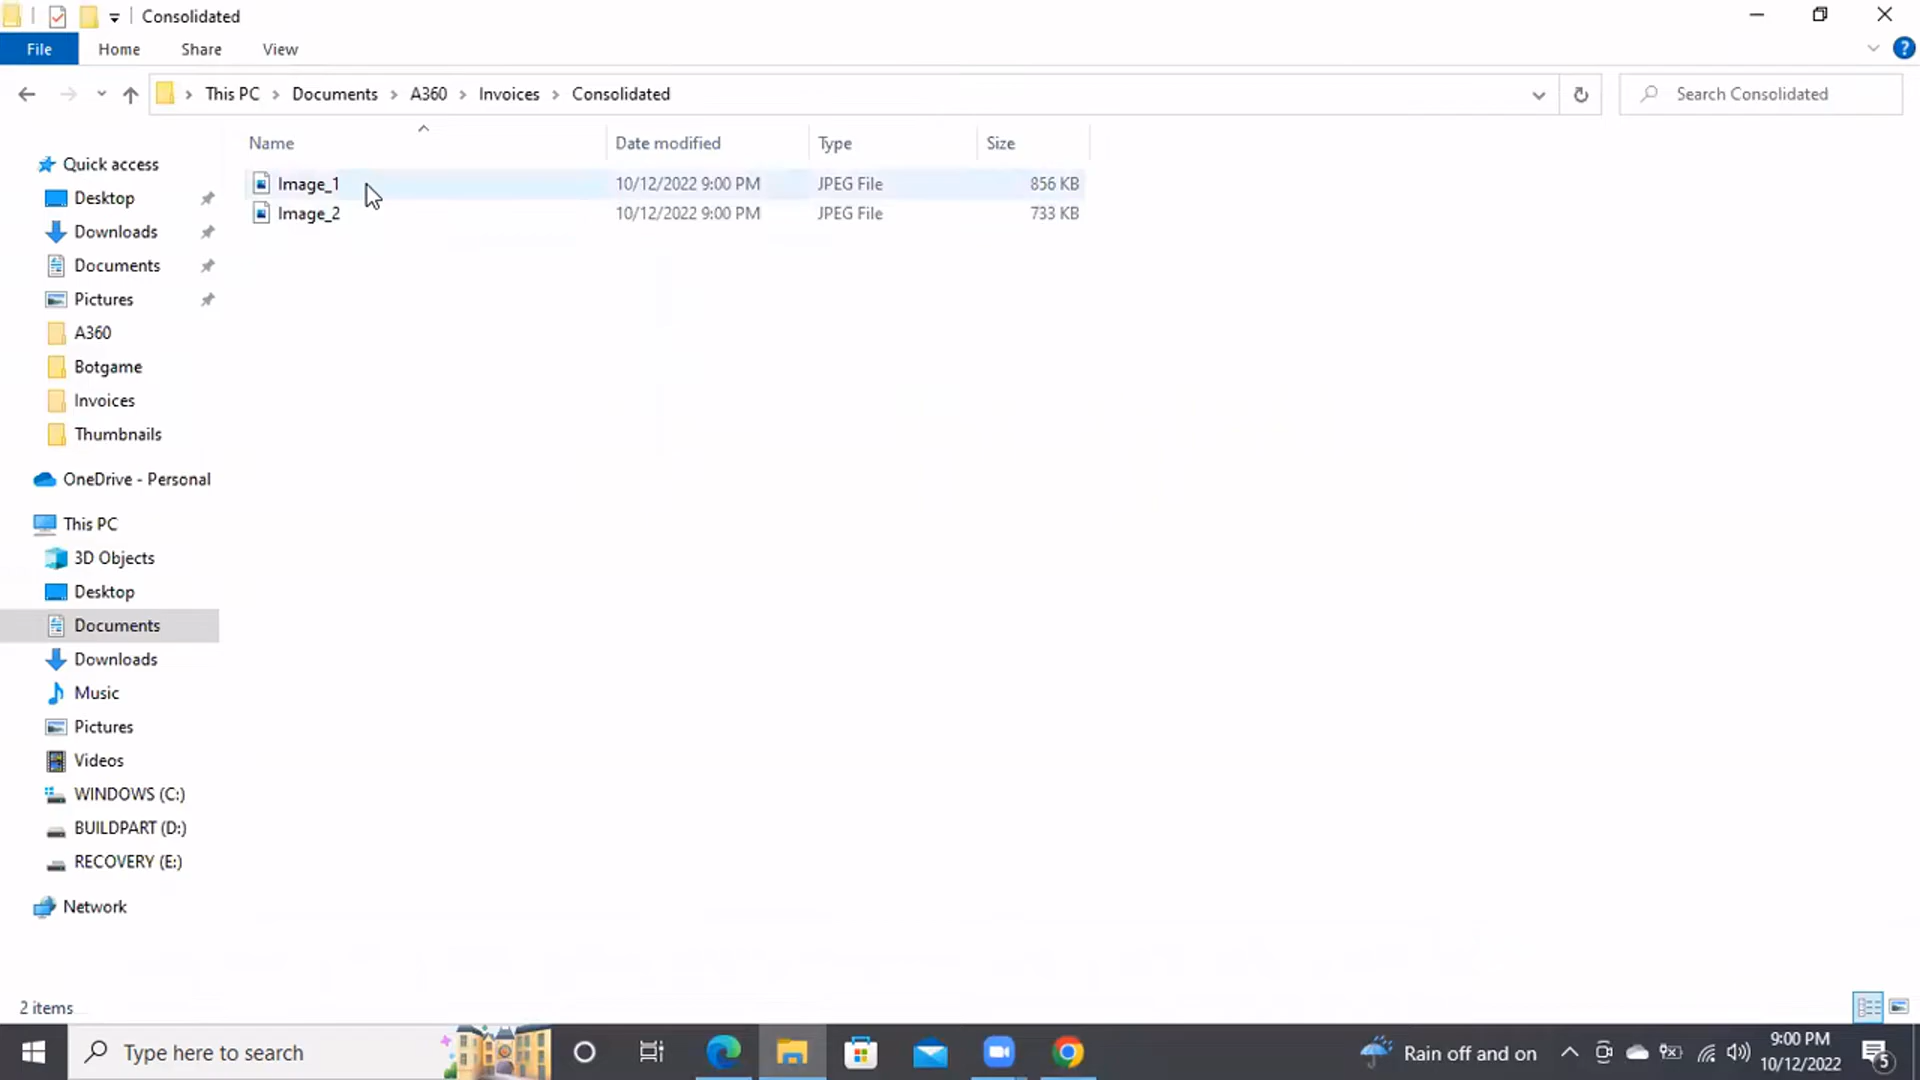 Consolidated
File Home Share View
This PC Documents A360 Invoices Consolidated Search Consolidated
Name Date modified Type Size
Image_1 10/12/2022 9:00 PM JPEG File 856 KB
Image_2 10/12/2022 9:00 PM JPEG File 733 KB
Quick access
Desktop
Downloads
Documents
Pictures
A360
Botgame
Invoices
Thumbnails
OneDrive - Personal
This PC
3D Objects
Desktop
Documents
Downloads
Music
Pictures
Videos
WINDOWS (C:)
BUILDPART (D:)
RECOVERY (E:)
Network
2 items
Type here to search
Rain off and on
9:00 PM
10/12/2022
5